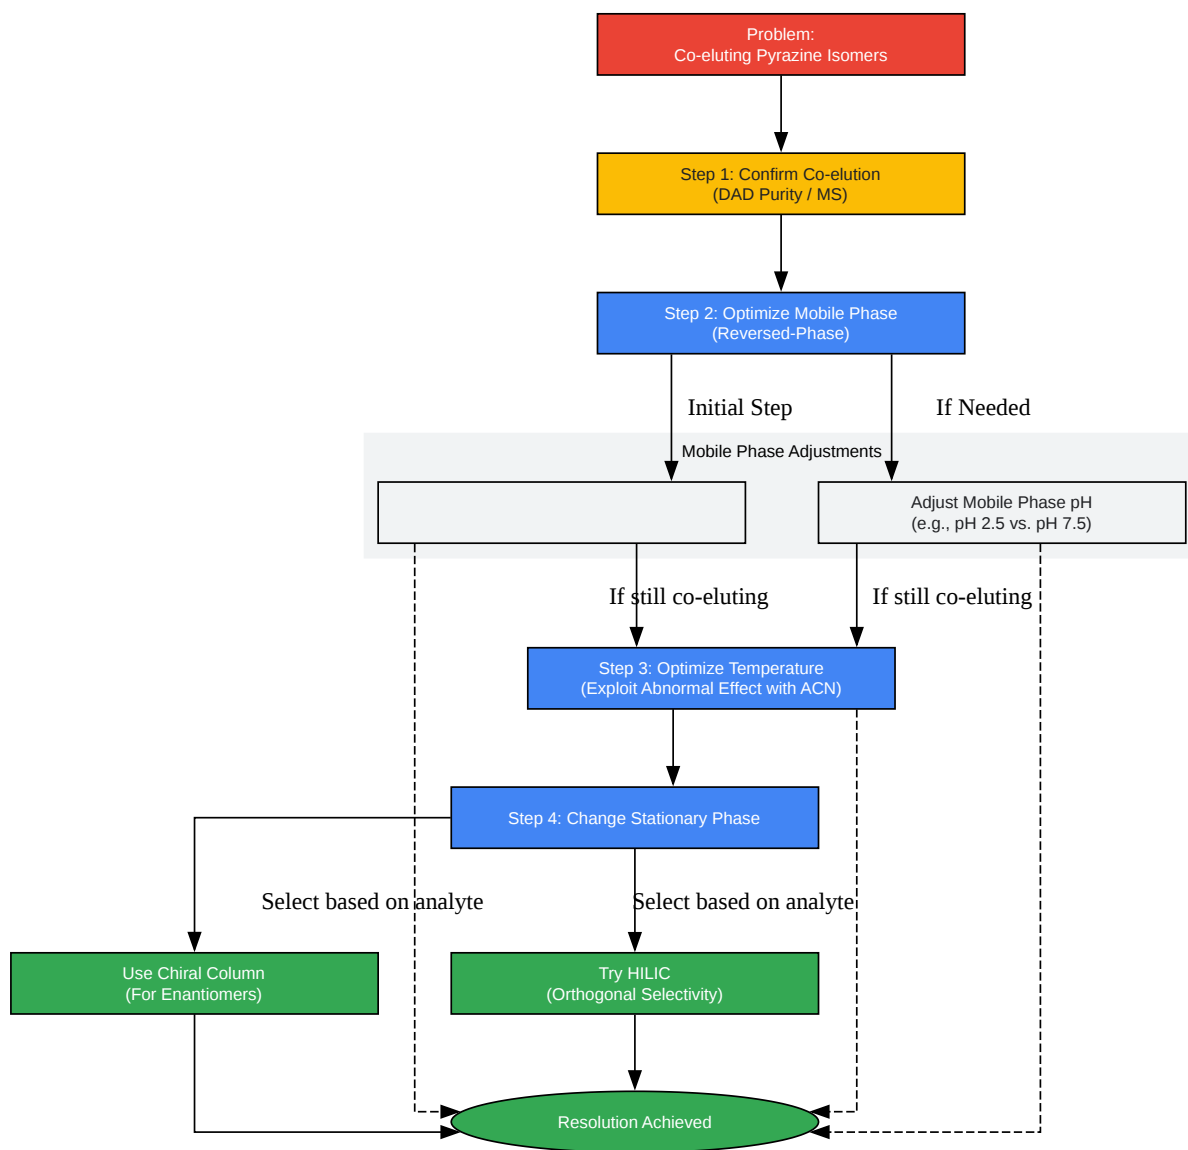 Problem:
Co-eluting Pyrazine Isomers
Step 1: Confirm Co-elution
(DAD Purity / MS)
Step 2: Optimize Mobile Phase
(Reversed-Phase)
Initial Step
If Needed
Mobile Phase Adjustments
Adjust Mobile Phase pH
(e.g., pH 2.5 vs. pH 7.5)
If still co-eluting
If still co-eluting
Step 3: Optimize Temperature
(Exploit Abnormal Effect with ACN)
Step 4: Change Stationary Phase
Select based on analyte
Select based on analyte
Use Chiral Column
(For Enantiomers)
Try HILIC
(Orthogonal Selectivity)
Resolution Achieved